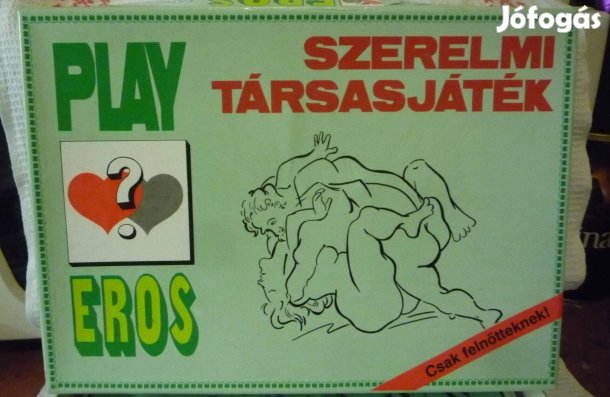 Jófogás
PLAY
SZERELMI
TÁRSASJÁTÉK
?
EROS
Csak felnőtteknek!